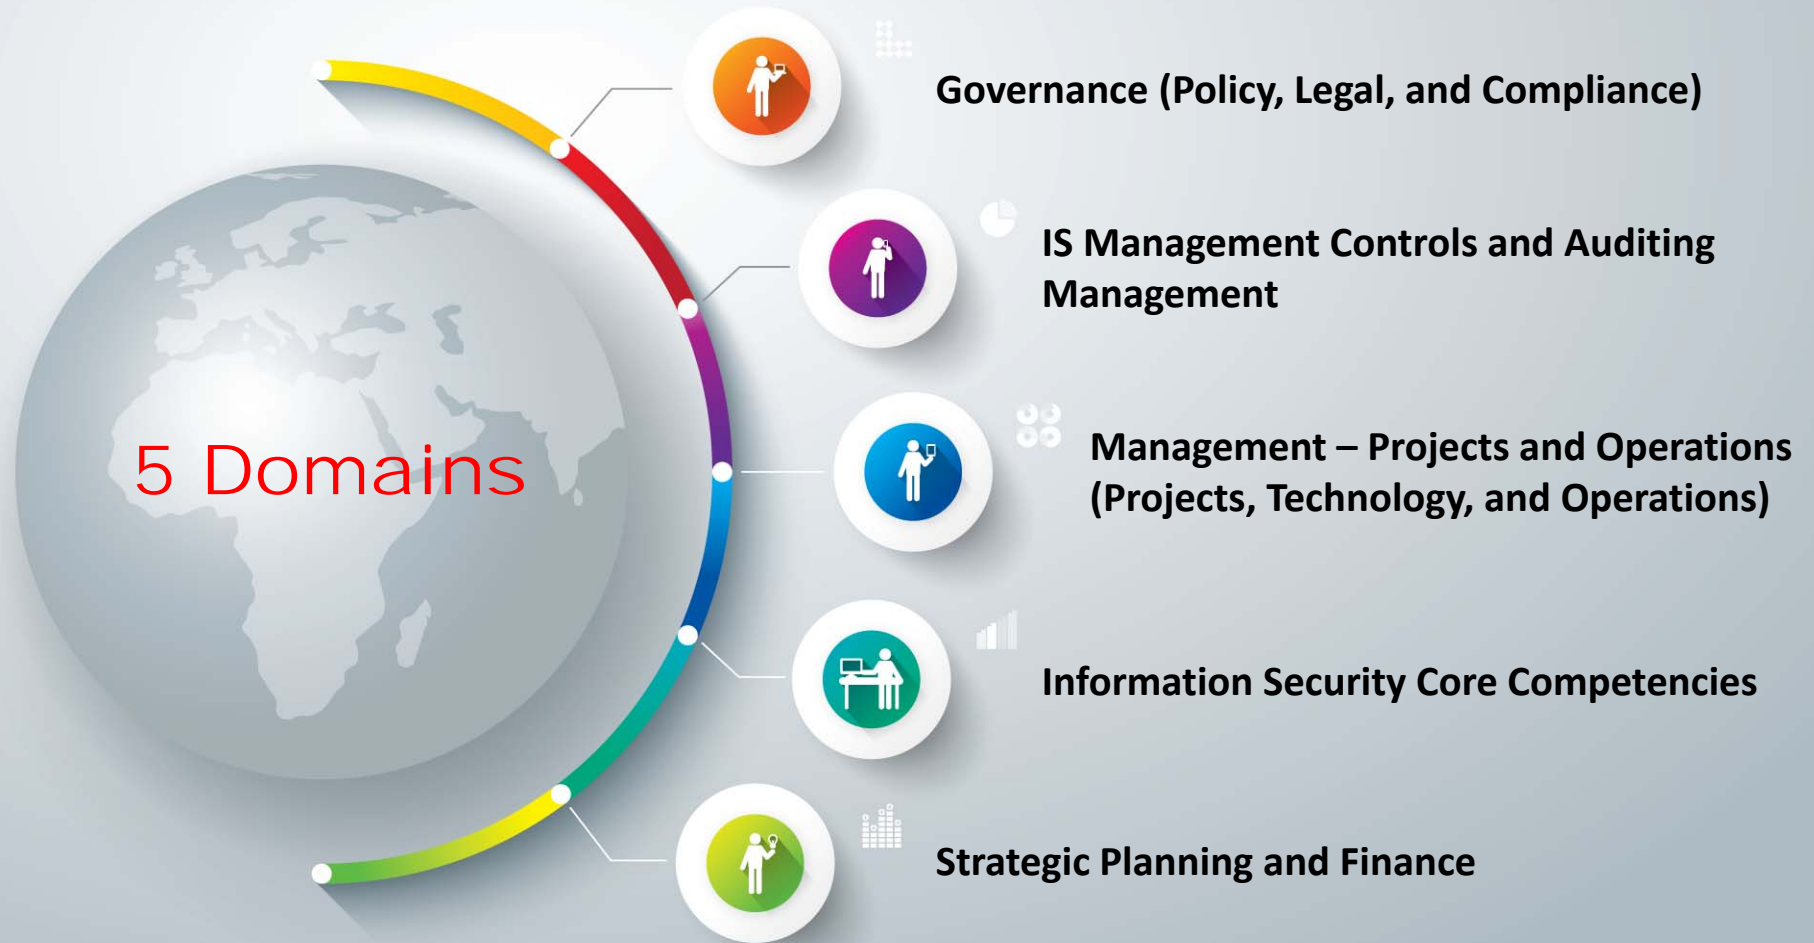 Governance (Policy, Legal, and Compliance)
IS Management Controls and Auditing
Management
5 Domains
Management – Projects and Operations
(Projects, Technology, and Operations)
Information Security Core Competencies
Strategic Planning and Finance